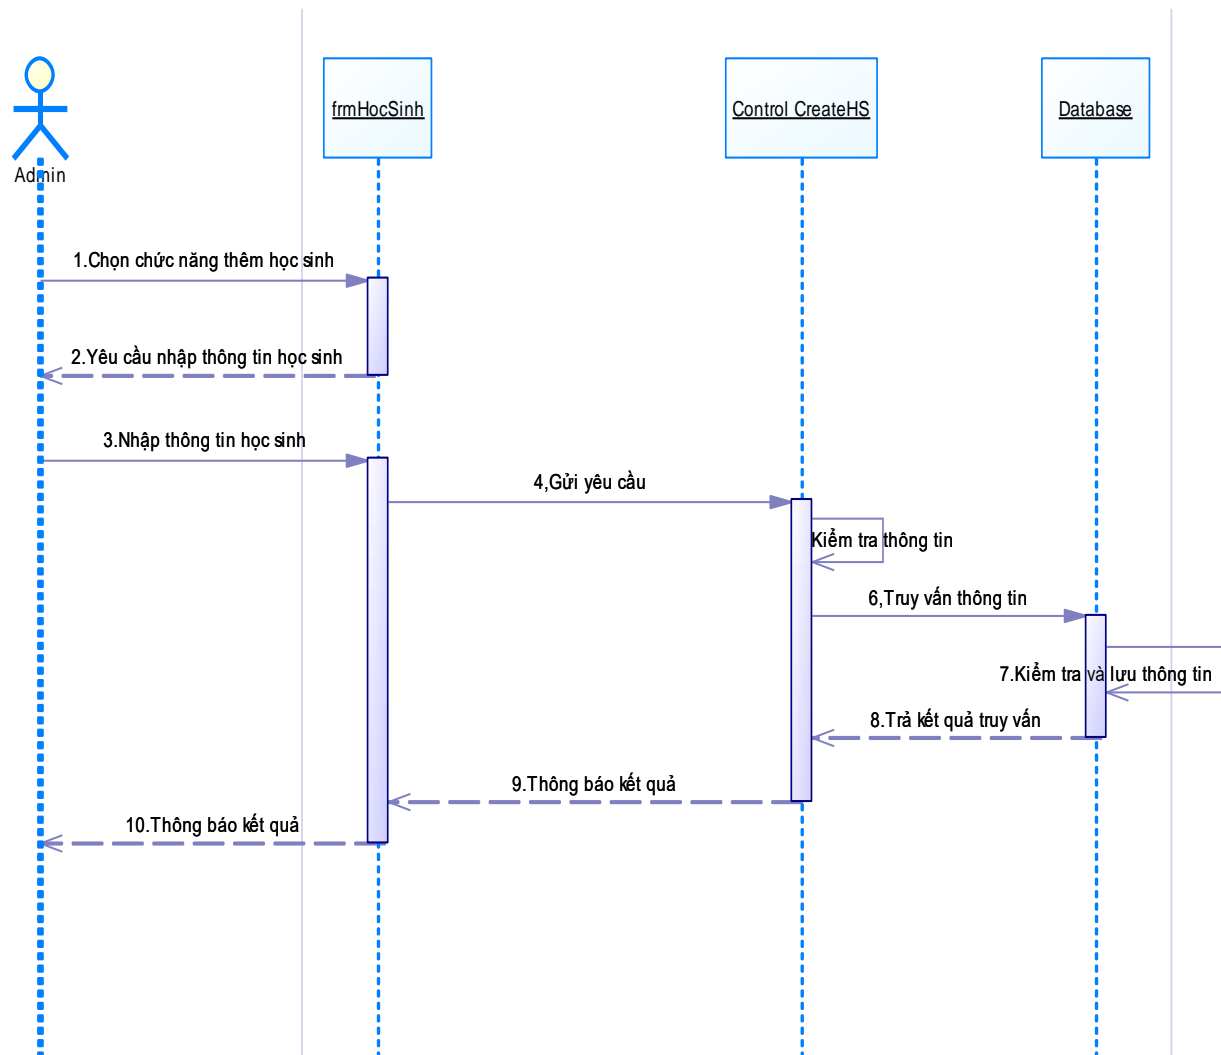 Admin
frmHocSinh
Control CreateHS
Database
1.Chọn chức năng thêm học sinh
2.Yêu cầu nhập thông tin học sinh
3.Nhập thông tin học sinh
4,Gửi yêu cầu
Kiểm tra thông tin
6,Truy vấn thông tin
7.Kiểm tra và lưu thông tin
8.Trả kết quả truy vấn
9.Thông báo kết quả
10.Thông báo kết quả